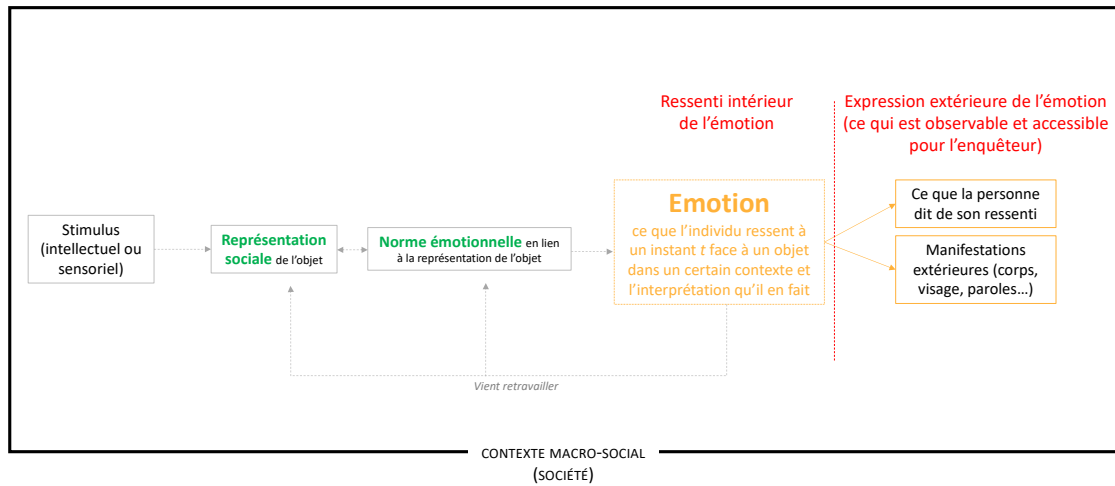 Ressenti intérieur
de l’émotion
Expression extérieure de l’émotion
(ce qui est observable et accessible
pour l’enquêteur)
Stimulus
(intellectuel ou
sensoriel)
Représentation
sociale de l’objet
Norme émotionnelle en lien
à la représentation de l’objet
Emotion
ce que l’individu ressent à
un instant t face à un objet
dans un certain contexte et
l’interprétation qu’il en fait
Ce que la personne
dit de son ressenti
Manifestations
extérieures (corps,
visage, paroles…)
Vient retravailler
CONTEXTE MACRO-SOCIAL
(SOCIÉTÉ)